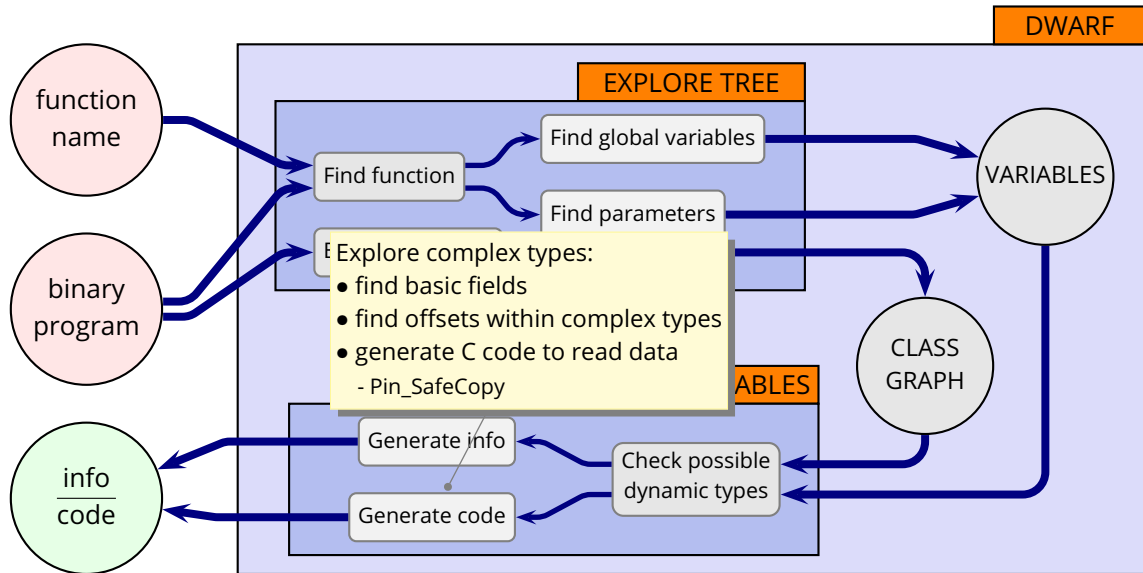 DWARF
EXPLORE TREE
function
name
Find global variables
Find function
VARIABLES
Find parameters
Explore complex types:
● find basic fields
● find offsets within complex types
● generate C code to read data
- Pin_SafeCopy
binary
program
CLASS
GRAPH
ABLES
Generate info
Check possible
dynamic types
Generate code
info
code